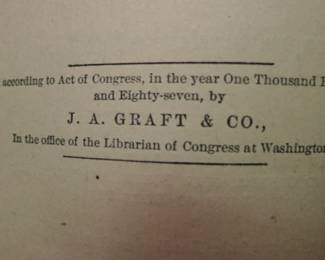 according to Act of Congress, in the year One Thousand
and Eighty-seven, by
J. A. GRAFT & CO.,
In the office of the Librarian of Congress at Washington